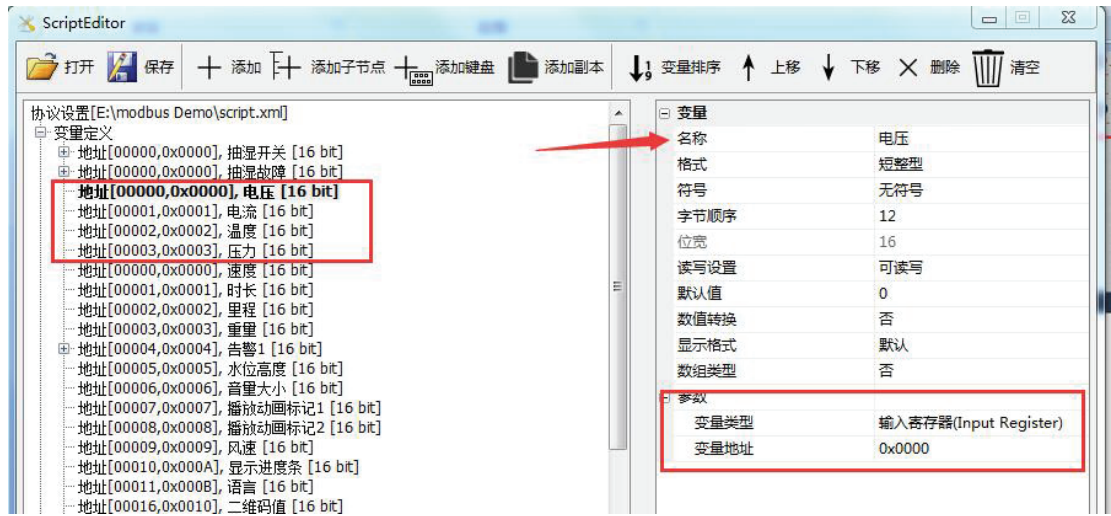 ScriptEditor
打开 保存 添加 添加子节点 添加键盘 添加副本 变量排序 上移 下移 删除 清空
协议设置[E:\modbus Demo\script.xml]
变量定义
地址[00000,0x0000], 抽湿开关 [16 bit]
地址[00000,0x0000], 抽湿故障 [16 bit]
地址[00000,0x0000], 电压 [16 bit]
地址[00001,0x0001], 电流 [16 bit]
地址[00002,0x0002], 温度 [16 bit]
地址[00003,0x0003], 压力 [16 bit]
地址[00000,0x0000], 速度 [16 bit]
地址[00001,0x0001], 时长 [16 bit]
地址[00002,0x0002], 里程 [16 bit]
地址[00003,0x0003], 重量 [16 bit]
地址[00004,0x0004], 告警1 [16 bit]
地址[00005,0x0005], 水位高度 [16 bit]
地址[00006,0x0006], 音量大小 [16 bit]
地址[00007,0x0007], 播放动画标记1 [16 bit]
地址[00008,0x0008], 播放动画标记2 [16 bit]
地址[00009,0x0009], 风速 [16 bit]
地址[00010,0x000A], 显示进度条 [16 bit]
地址[00011,0x000B], 语言 [16 bit]
地址[00016,0x0010], 二维码值 [16 bit]
变量
名称 电压
格式 短整型
符号 无符号
字节顺序 12
位宽 16
读写设置 可读写
默认值 0
数值转换 否
显示格式 默认
数组类型 否
参数
变量类型 输入寄存器(Input Register)
变量地址 0x0000